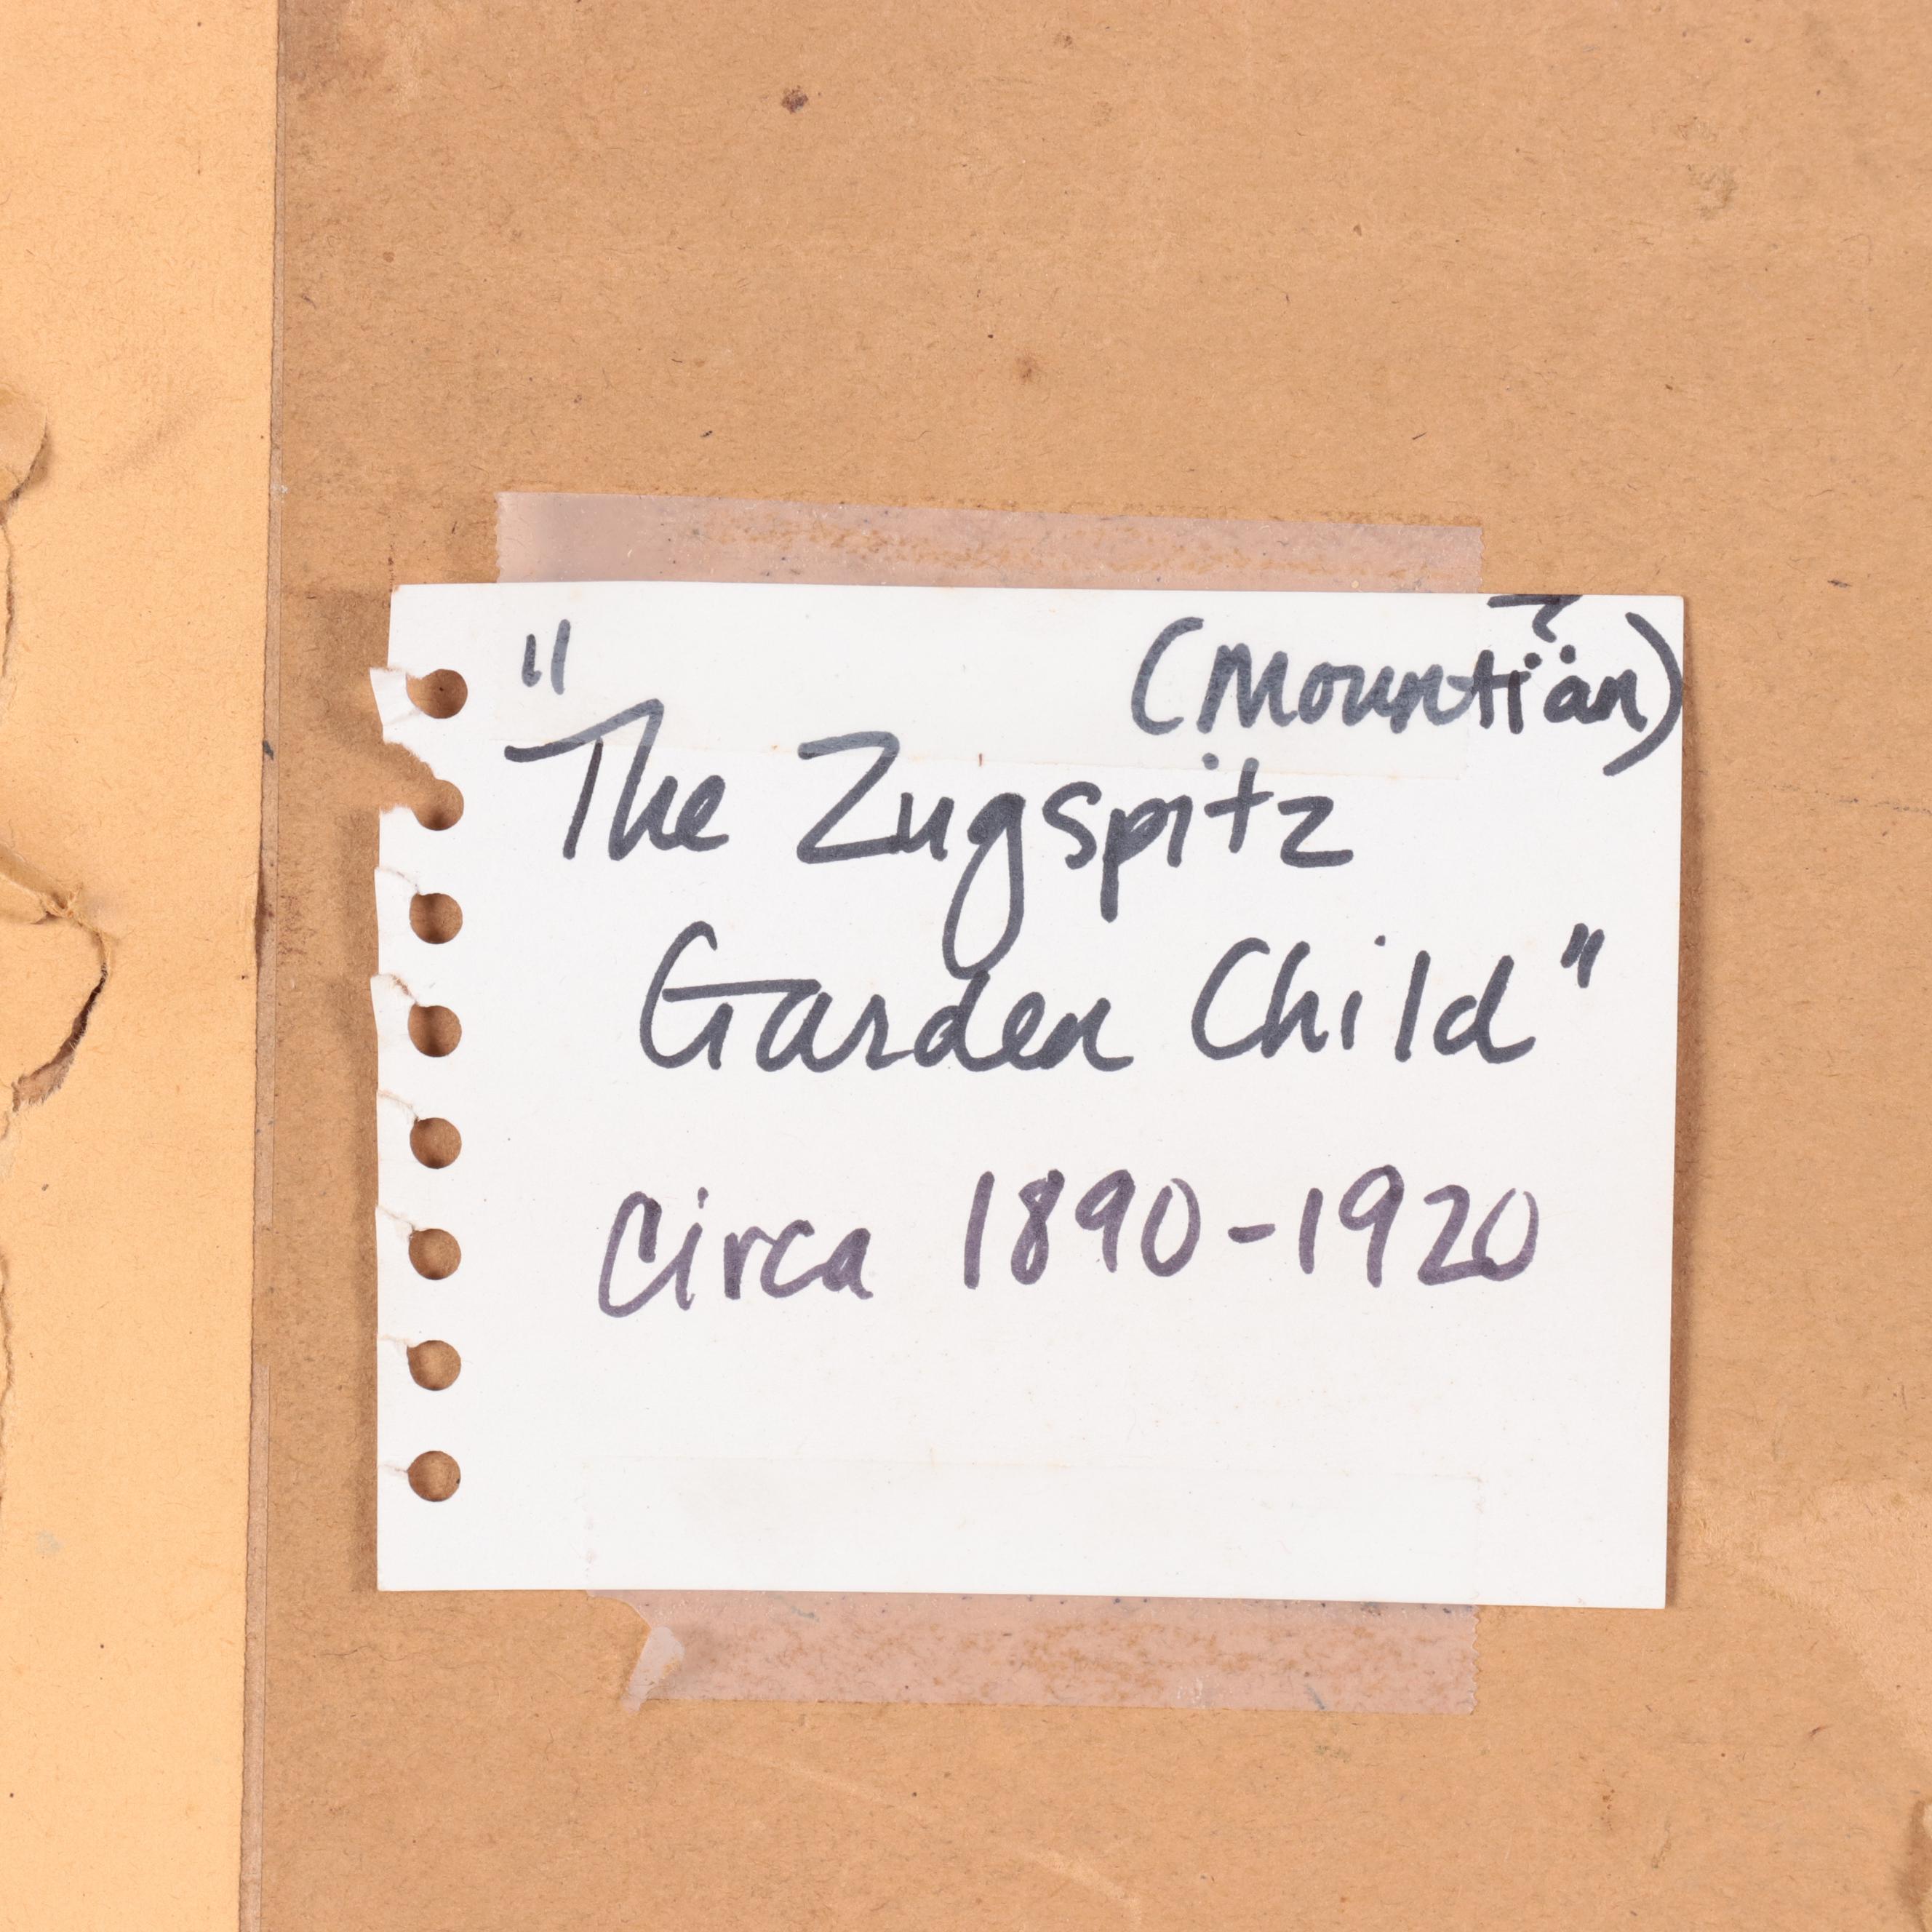 (Mountian)
"The Zugspitz
Garden Child"
Circa 1890-1920